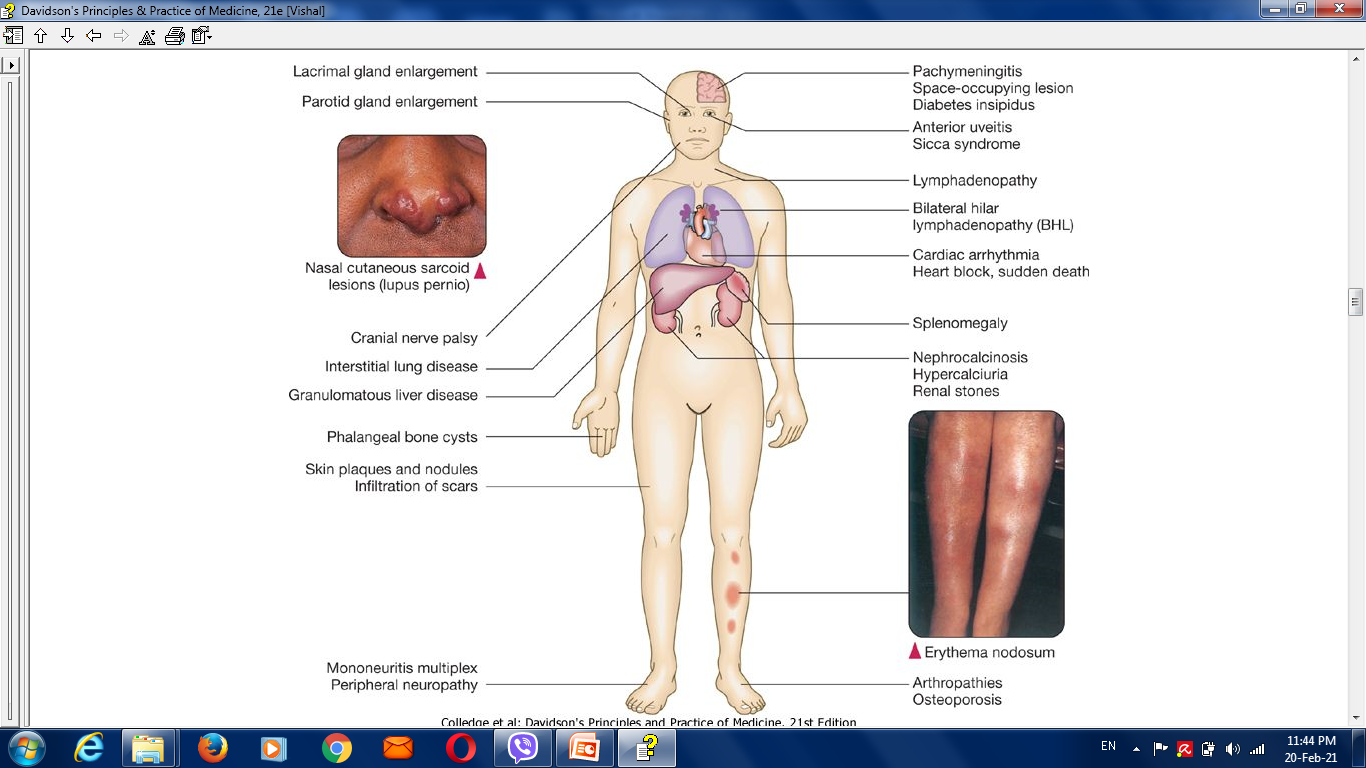 Davidson's Principles & Practice of Medicine, 21e [Vishal]
Lacrimal gland enlargement
Parotid gland enlargement
Nasal cutaneous sarcoid
lesions (lupus pernio)
Cranial nerve palsy
Interstitial lung disease
Granulomatous liver disease
Phalangeal bone cysts
Skin plaques and nodules
Infiltration of scars
Mononeuritis multiplex
Peripheral neuropathy
Pachymeningitis
Space-occupying lesion
Diabetes insipidus
Anterior uveitis
Sicca syndrome
Lymphadenopathy
Bilateral hilar
lymphadenopathy (BHL)
Cardiac arrhythmia
Heart block, sudden death
Splenomegaly
Nephrocalcinosis
Hypercalciuria
Renal stones
Erythema nodosum
Arthropathies
Osteoporosis
Colledge et al: Davidson's Principles and Practice of Medicine, 21st Edition
EN
11:44 PM
20-Feb-21